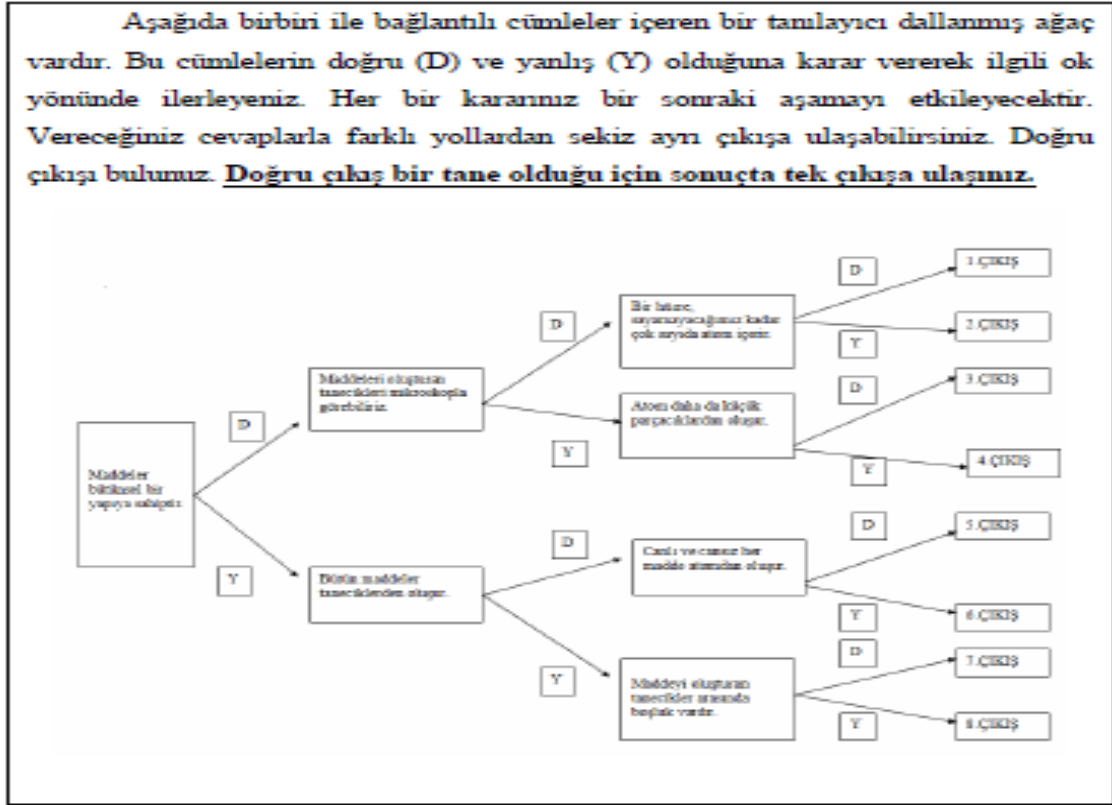 Aşağıda birbiri ile bağlantılı cümleler içeren bir tanılayıcı dallanmış ağaç
vardır. Bu cümlelerin doğru (D) ve yanlış (Y) olduğuna karar vererek ilgili ok
yönünde ilerleyeniz. Her bir kararınız bir sonraki aşamayı etkileyecektir.
Vereceğiniz cevaplarla farklı yollardan sekiz ayrı çıkışa ulaşabilirsiniz. Doğru
çıkışı bulunuz. Doğru çıkış bir tane olduğu için sonuçta tek çıkışa ulaşınız.
Maddeler
bütünsel bir
yapıya sahiptir.
D
Y
Maddeleri oluşturan
tanecikleri mikroskopla
görebiliriz.
Bütün maddeler
taneciklerden oluşur.
D
Y
D
Y
Bir hücre,
sayamayacağımız kadar
çok sayıda atom içerir.
Atom daha da küçük
parçacıklardan oluşur.
Canlı ve cansız her
madde atomdan oluşur.
Maddeyi oluşturan
tanecikler arasında
boşluk vardır.
D
Y
D
Y
D
Y
D
Y
1.ÇIKIŞ
2.ÇIKIŞ
3.ÇIKIŞ
4.ÇIKIŞ
5.ÇIKIŞ
6.ÇIKIŞ
7.ÇIKIŞ
8.ÇIKIŞ